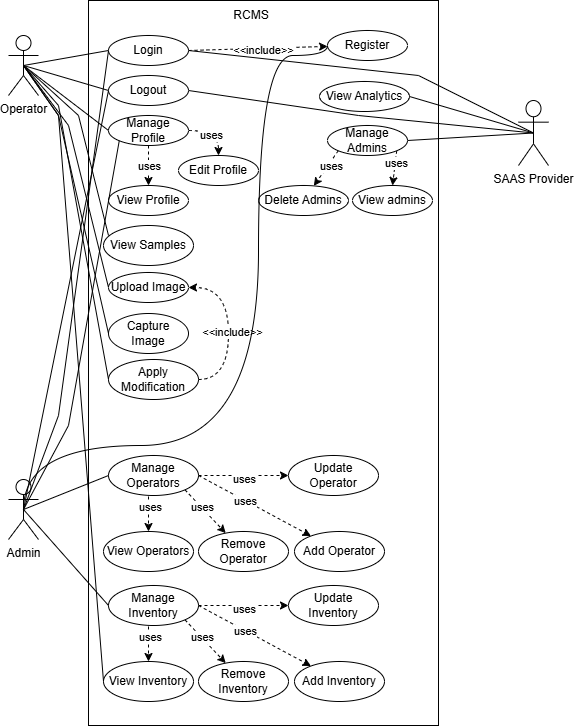 RCMS
Login
<<include>>
Register
Operator
Logout
View Analytics
Manage
Profile
uses
Edit Profile
Manage
Admins
SAAS Provider
uses
uses
uses
View Profile
Delete Admins
View admins
View Samples
Upload Image
Capture
Image
<<include>>
Apply
Modification
Admin
Manage
Operators
uses
Update
Operator
uses
uses
uses
View Operators
Remove
Operator
Add Operator
Manage
Inventory
uses
Update
Inventory
uses
uses
uses
View Inventory
Remove
Inventory
Add Inventory